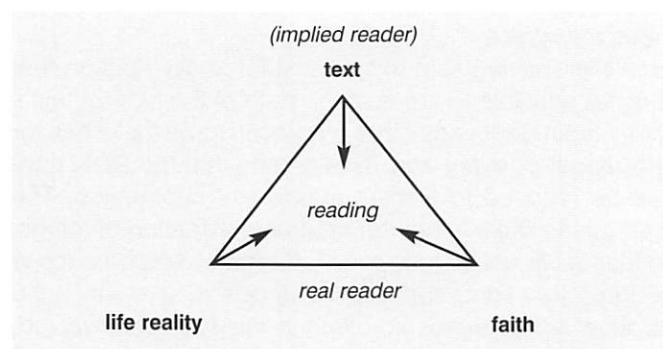 (implied reader)
text
reading
real reader
life reality
faith